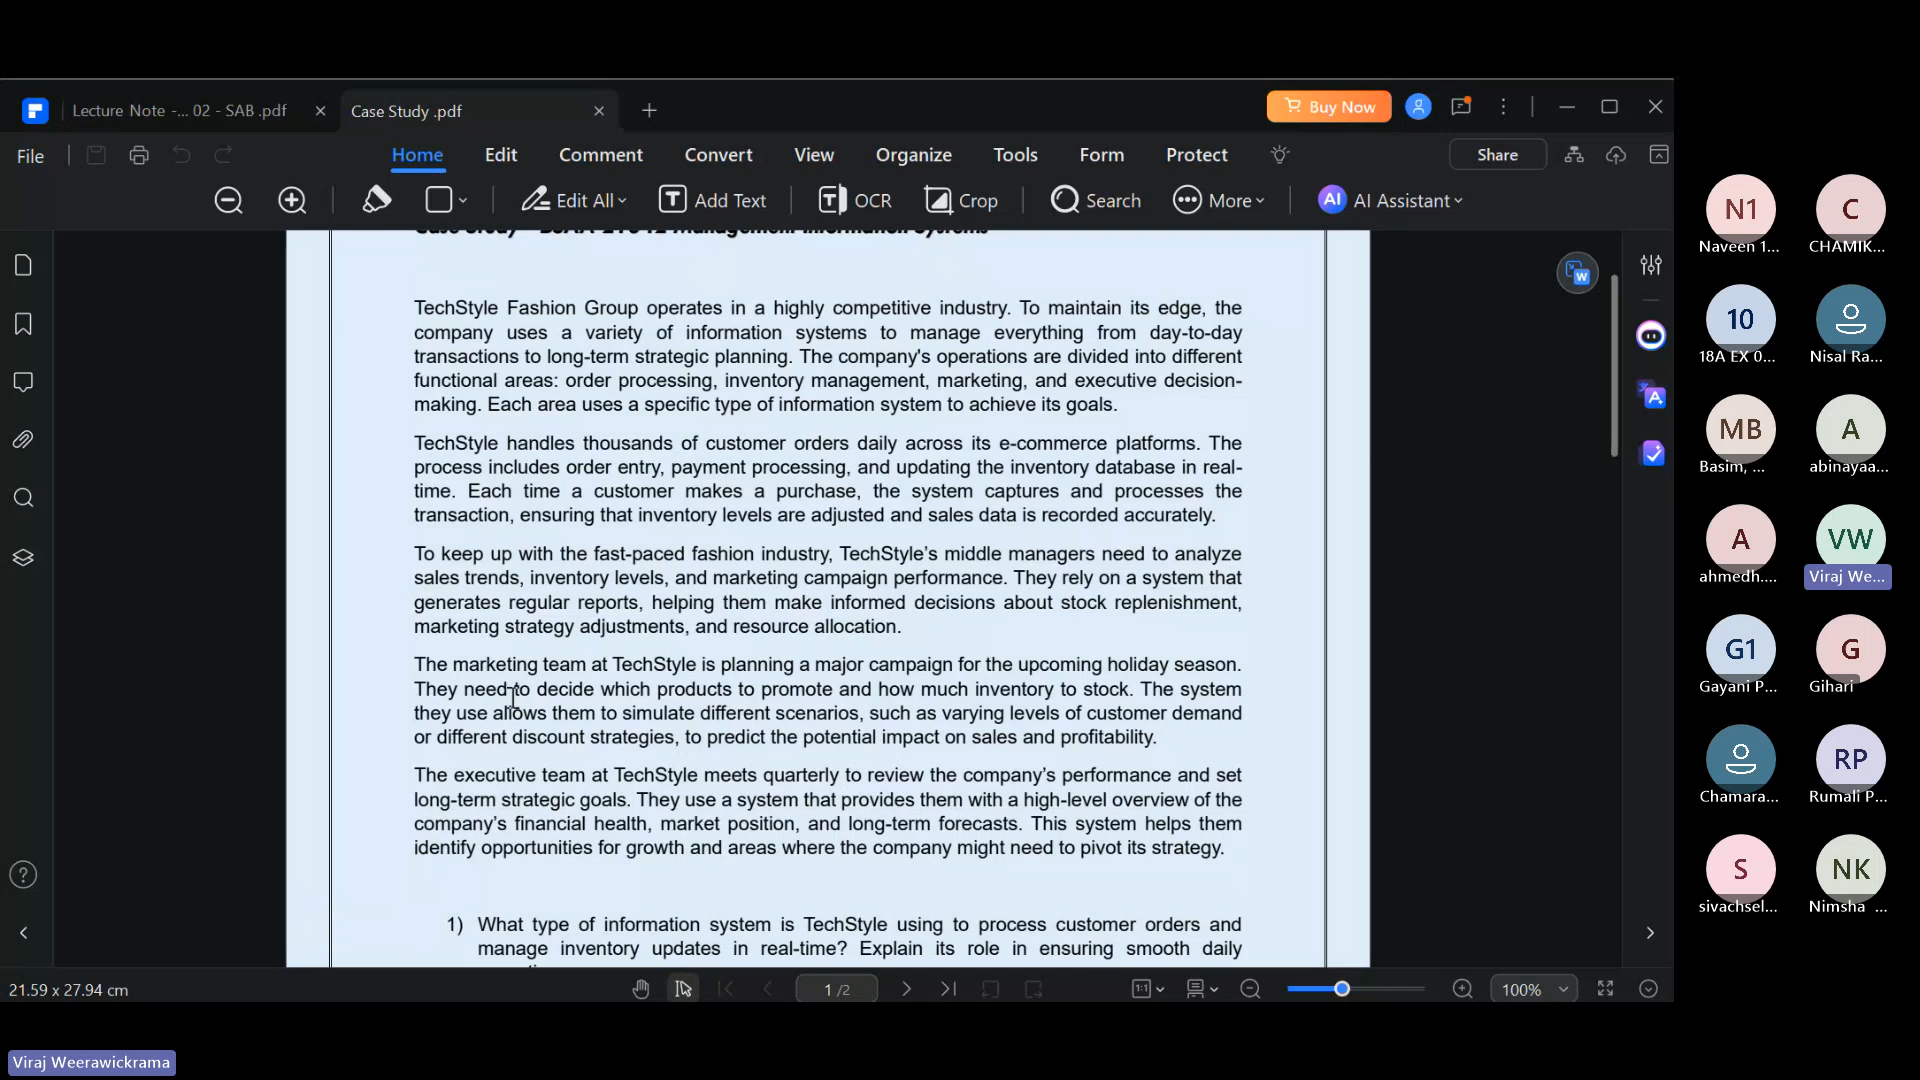 Lecture Note -... 02 - SAB .pdf
Case Study .pdf
Buy Now
File
Home
Edit
Comment
Convert
View
Organize
Tools
Form
Protect
Share
Edit All
Add Text
OCR
Crop
Search
More
AI
AI Assistant
TechStyle Fashion Group operates in a highly competitive industry. To maintain its edge, the
company uses a variety of information systems to manage everything from day-to-day
transactions to long-term strategic planning. The company's operations are divided into different
functional areas: order processing, inventory management, marketing, and executive decision-
making. Each area uses a specific type of information system to achieve its goals.
TechStyle handles thousands of customer orders daily across its e-commerce platforms. The
process includes order entry, payment processing, and updating the inventory database in real-
time. Each time a customer makes a purchase, the system captures and processes the
transaction, ensuring that inventory levels are adjusted and sales data is recorded accurately.
To keep up with the fast-paced fashion industry, TechStyle’s middle managers need to analyze
sales trends, inventory levels, and marketing campaign performance. They rely on a system that
generates regular reports, helping them make informed decisions about stock replenishment,
marketing strategy adjustments, and resource allocation.
The marketing team at TechStyle is planning a major campaign for the upcoming holiday season.
They need to decide which products to promote and how much inventory to stock. The system
they use allows them to simulate different scenarios, such as varying levels of customer demand
or different discount strategies, to predict the potential impact on sales and profitability.
The executive team at TechStyle meets quarterly to review the company’s performance and set
long-term strategic goals. They use a system that provides them with a high-level overview of the
company’s financial health, market position, and long-term forecasts. This system helps them
identify opportunities for growth and areas where the company might need to pivot its strategy.
1) What type of information system is TechStyle using to process customer orders and
manage inventory updates in real-time? Explain its role in ensuring smooth daily
21.59 x 27.94 cm
1 /2
1:1
100%
N1
Naveen 1...
C
CHAMIK...
10
18A EX 0...
Nisal Ra...
MB
Basim, ...
A
abinayaa...
A
ahmedh....
VW
Viraj We...
G1
Gayani P...
G
Gihari
Chamara...
RP
Rumali P...
S
sivachsel...
NK
Nimsha ...
Viraj Weerawickrama